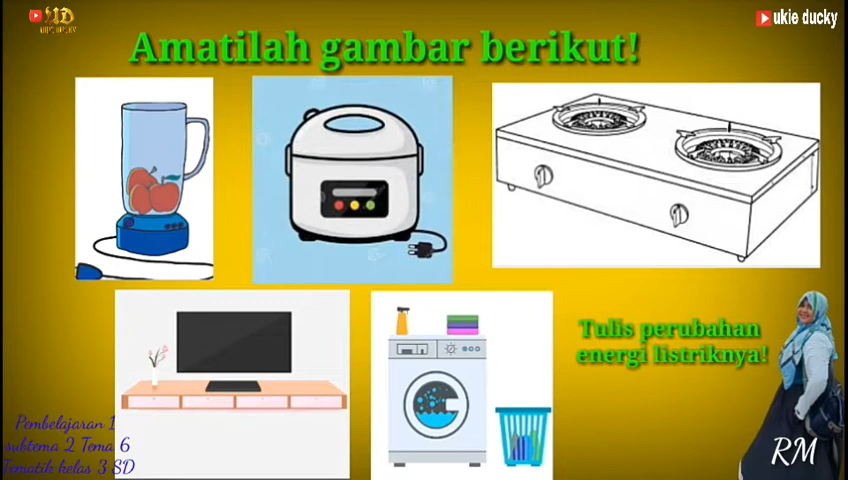 ukie ducky
Amatilah gambar berikut!
Tulis perubahan
energi listriknya!
Pembelajaran 1
subtema 2 Tema 6
Tematik kelas 3 SD
RM